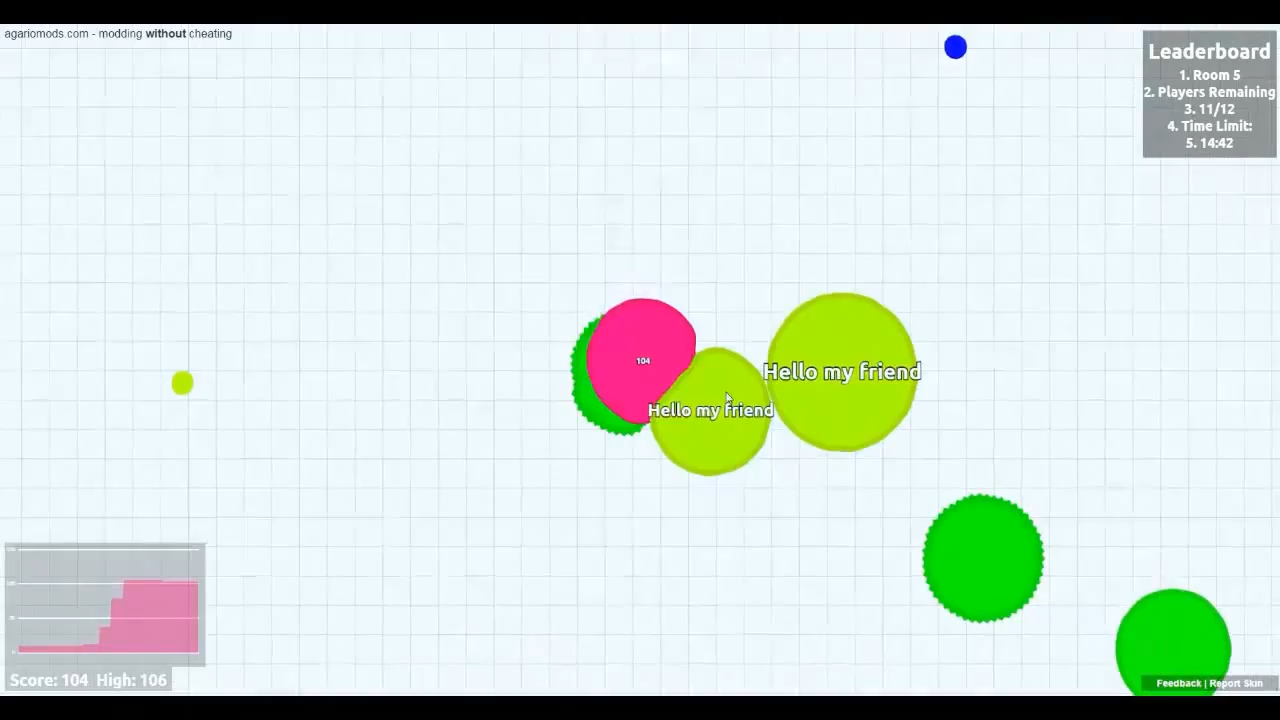 agariomods.com - modding without cheating
Leaderboard
1. Room 5
2. Players Remaining
3. 11/12
4. Time Limit:
5. 14:42
104
Hello my friend
Hello my friend
Score: 104 High: 106
Feedback | Report Skin